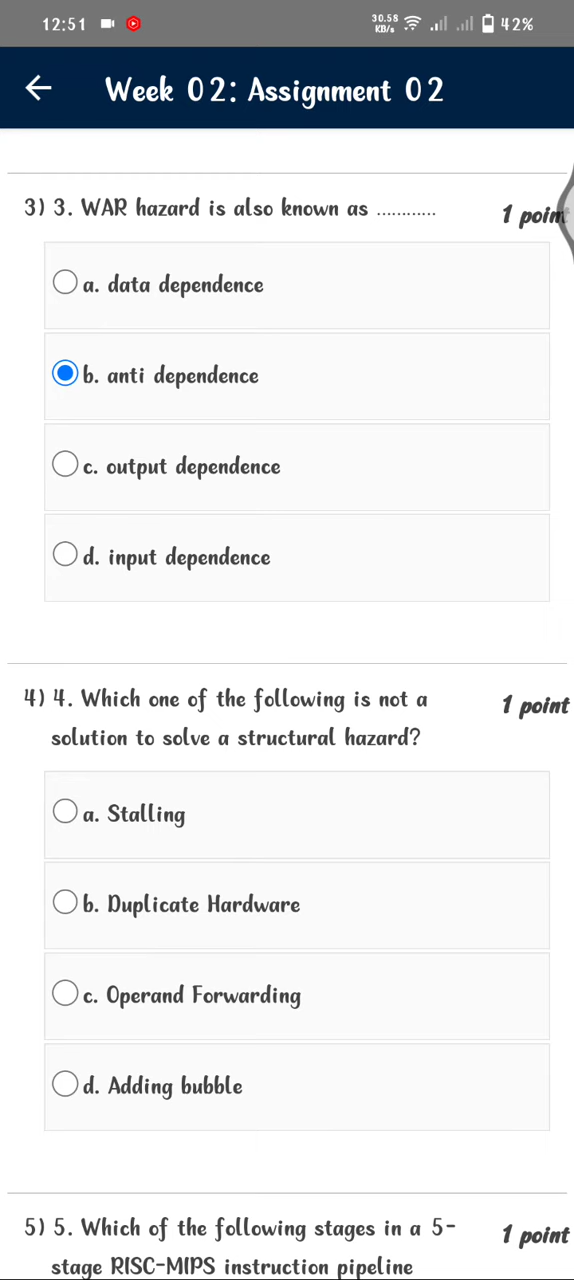 12:51
30.58 KB/s
42%
Week 02: Assignment 02
3) 3. WAR hazard is also known as ............
1 point
a. data dependence
b. anti dependence
c. output dependence
d. input dependence
4) 4. Which one of the following is not a
1 point
solution to solve a structural hazard?
a. Stalling
b. Duplicate Hardware
c. Operand Forwarding
d. Adding bubble
5) 5. Which of the following stages in a 5-
1 point
stage RISC-MIPS instruction pipeline